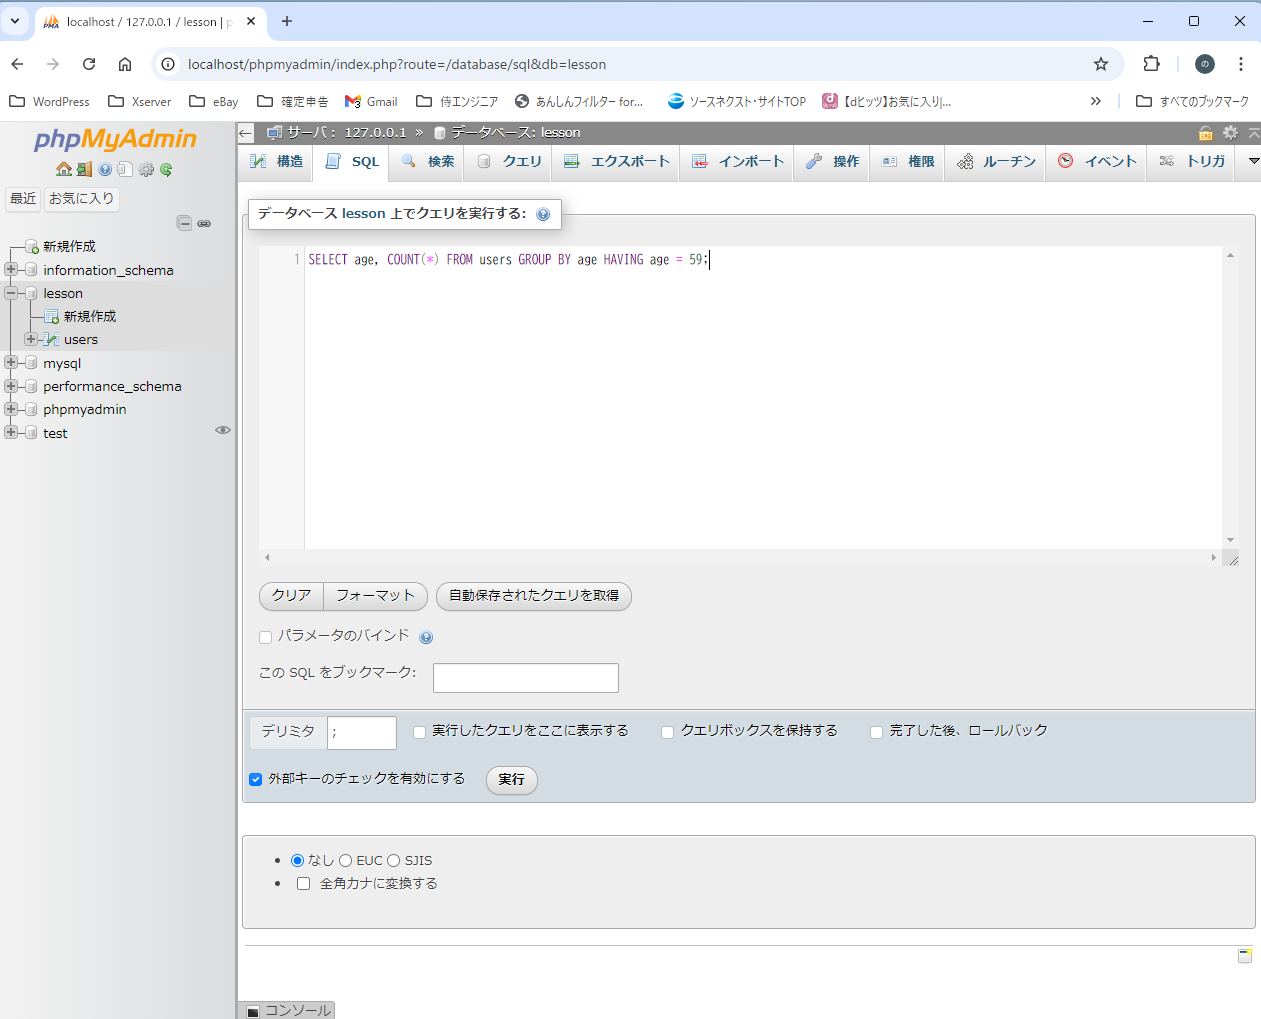 localhost / 127.0.0.1 / lesson | p
localhost/phpmyadmin/index.php?route=/database/sql&db=lesson
の
WordPress Xserver eBay 確定申告 Gmail 侍エンジニア あんしんフィルター for... ソースネクスト・サイトTOP 【dヒッツ】お気に入り|... » すべてのブックマーク
phpMyAdmin
最近 お気に入り
新規作成
information_schema
lesson
新規作成
users
mysql
performance_schema
phpmyadmin
test
サーバ: 127.0.0.1 » データベース: lesson
構造 SQL 検索 クエリ エクスポート インポート 操作 権限 ルーチン イベント トリガ
データベース lesson 上でクエリを実行する:
1 SELECT age, COUNT(*) FROM users GROUP BY age HAVING age = 59;
クリア フォーマット 自動保存されたクエリを取得
パラメータのバインド
この SQL をブックマーク:
デリミタ ; 実行したクエリをここに表示する クエリボックスを保持する 完了した後、ロールバック
外部キーのチェックを有効にする 実行
なし EUC SJIS
全角カナに変換する
コンソール